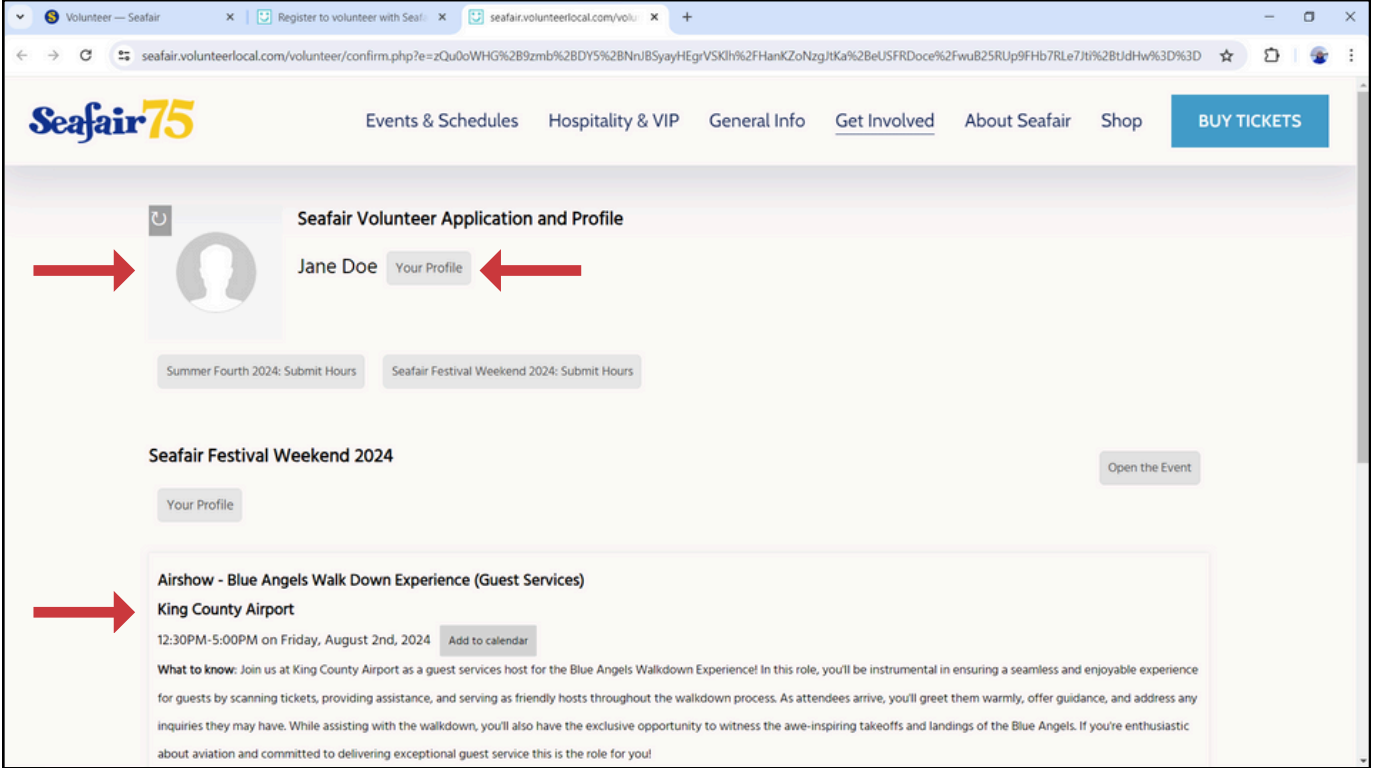 Volunteer — Seafair
Register to volunteer with Seafa
seafair.volunteerlocal.com/volu
seafair.volunteerlocal.com/volunteer/confirm.php?e=zQu0oWHG%2B9zmb%2BDY5%2BNnJBSyayHEgrVSKlh%2FHanKZoNzgJtKa%2BeUSFRDoce%2FwuB25RUp9FHb7RLe7Jti%2BtJdHw%3D%3D
Seafair 75
Events & Schedules
Hospitality & VIP
General Info
Get Involved
About Seafair
Shop
BUY TICKETS
Seafair Volunteer Application and Profile
Jane Doe
Your Profile
Summer Fourth 2024: Submit Hours
Seafair Festival Weekend 2024: Submit Hours
Seafair Festival Weekend 2024
Open the Event
Your Profile
Airshow - Blue Angels Walk Down Experience (Guest Services)
King County Airport
12:30PM-5:00PM on Friday, August 2nd, 2024
Add to calendar
What to know: Join us at King County Airport as a guest services host for the Blue Angels Walkdown Experience! In this role, you'll be instrumental in ensuring a seamless and enjoyable experience
for guests by scanning tickets, providing assistance, and serving as friendly hosts throughout the walkdown process. As attendees arrive, you'll greet them warmly, offer guidance, and address any
inquiries they may have. While assisting with the walkdown, you'll also have the exclusive opportunity to witness the awe-inspiring takeoffs and landings of the Blue Angels. If you're enthusiastic
about aviation and committed to delivering exceptional guest service this is the role for you!